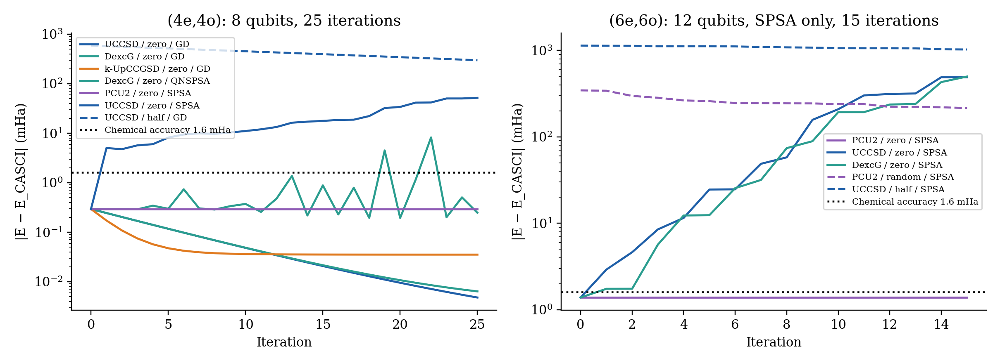 (4e,4o): 8 qubits, 25 iterations
|E − E_CASCI| (mHa)
10³
10²
10¹
10⁰
10⁻¹
10⁻²
UCCSD / zero / GD
DexcG / zero / GD
k-UpCCGSD / zero / GD
DexcG / zero / QNSPSA
PCU2 / zero / SPSA
UCCSD / zero / SPSA
UCCSD / half / GD
Chemical accuracy 1.6 mHa
0 5 10 15 20 25
Iteration
(6e,6o): 12 qubits, SPSA only, 15 iterations
|E − E_CASCI| (mHa)
10³
10²
10¹
10⁰
PCU2 / zero / SPSA
UCCSD / zero / SPSA
DexcG / zero / SPSA
PCU2 / random / SPSA
UCCSD / half / SPSA
Chemical accuracy 1.6 mHa
0 2 4 6 8 10 12 14
Iteration